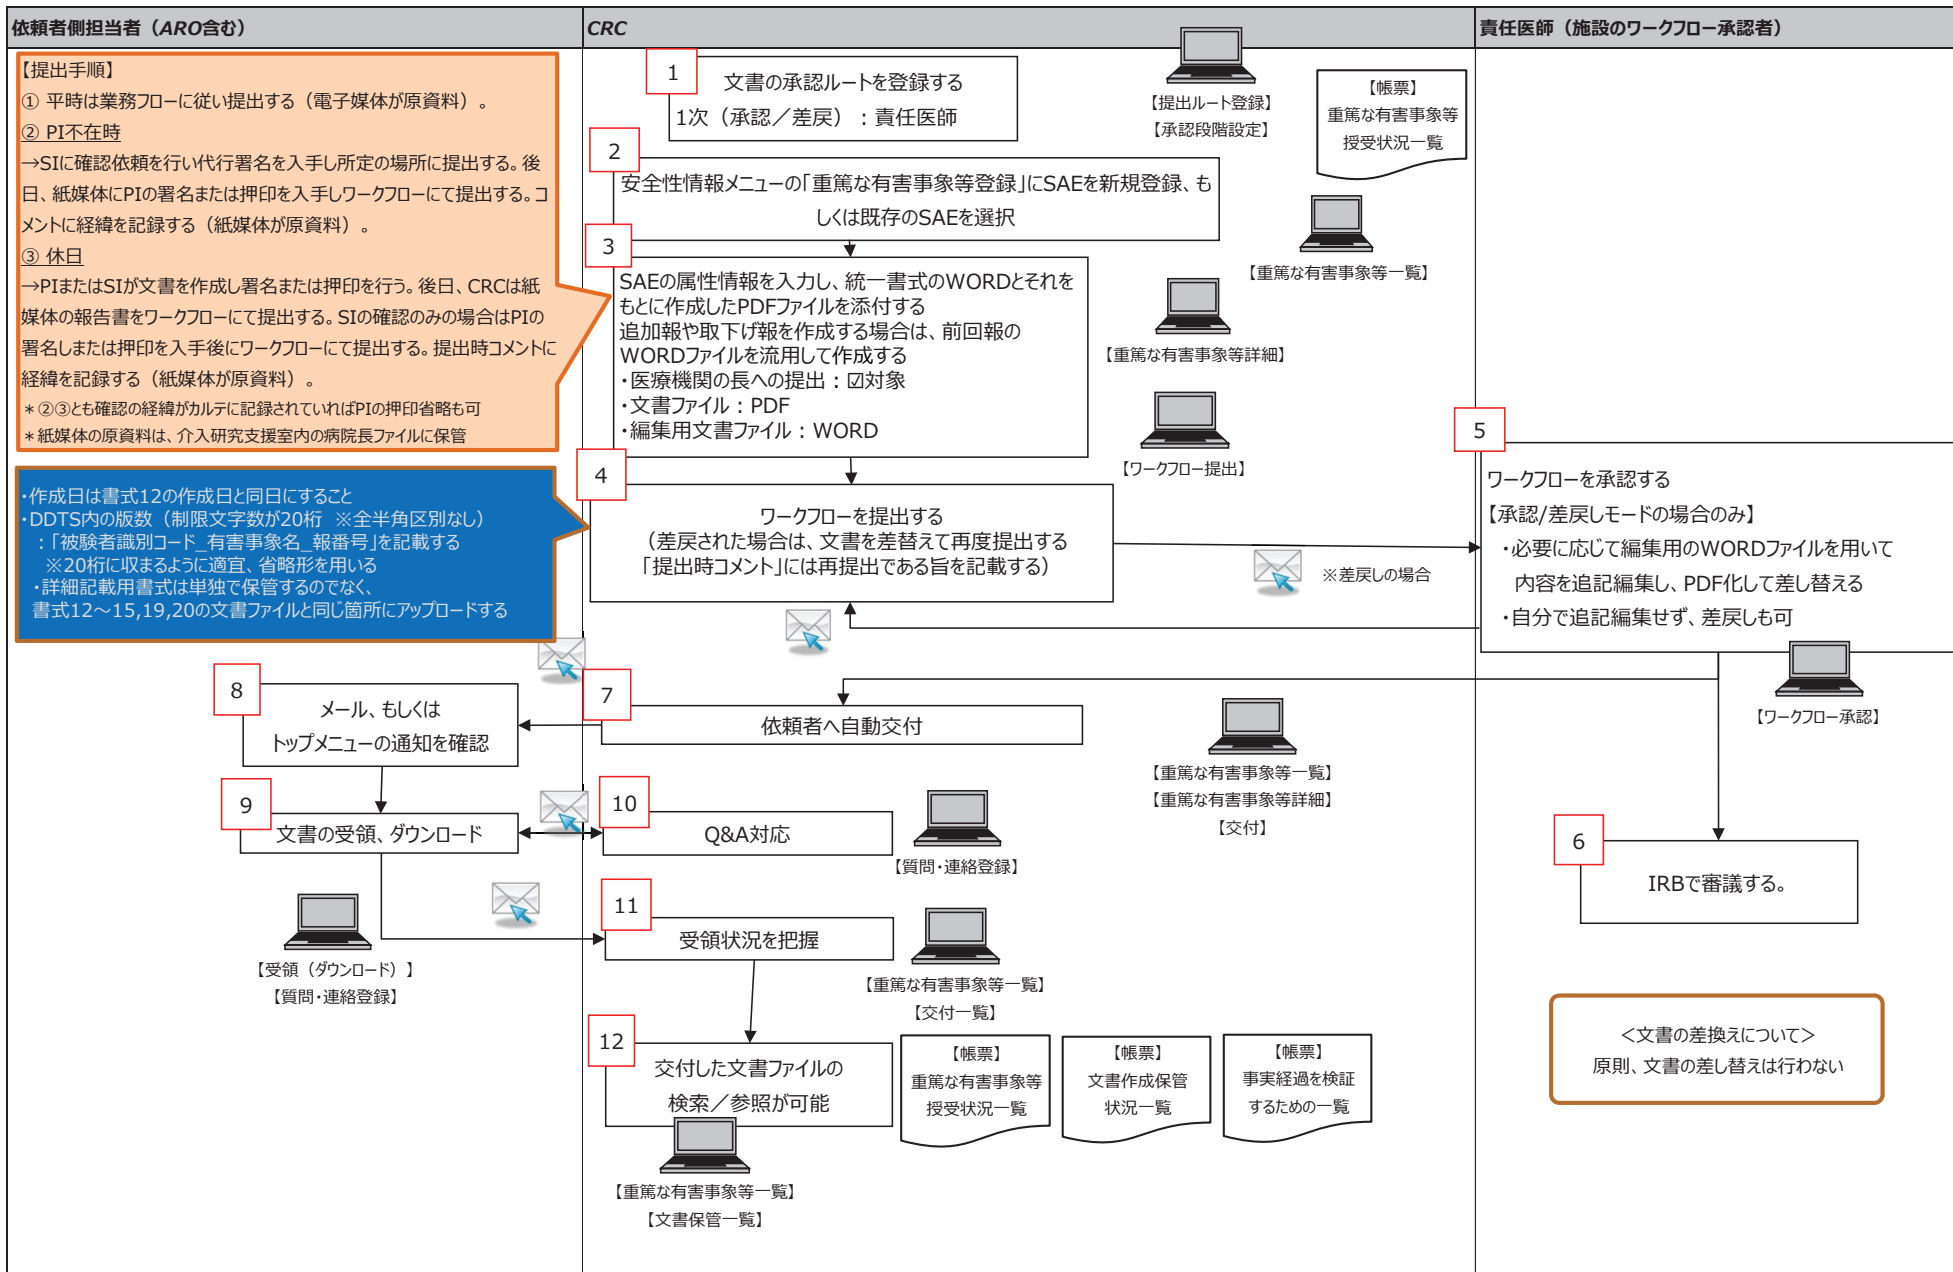 依頼者側担当者（ARO含む）
CRC
責任医師（施設のワークフロー承認者）
【提出手順】
① 平時は業務フローに従い提出する（電子媒体が原資料）。
② PI不在時
→SIに確認依頼を行い代行署名を入手し所定の場所に提出する。後
日、紙媒体にPIの署名または押印を入手しワークフローにて提出する。コ
メントに経緯を記録する（紙媒体が原資料）。
③ 休日
→PIまたはSIが文書を作成し署名または押印を行う。後日、CRCは紙
媒体の報告書をワークフローにて提出する。SIの確認のみの場合はPIの
署名しまたは押印を入手後にワークフローにて提出する。提出時コメントに
経緯を記録する（紙媒体が原資料）。
＊②③とも確認の経緯がカルテに記録されていればPIの押印省略も可
＊紙媒体の原資料は、介入研究支援室内の病院長ファイルに保管
・作成日は書式12の作成日と同日にすること
・DDTS内の版数（制限文字数が20桁　※全半角区別なし）
：「被験者識別コード_有害事象名_報番号」を記載する
※20桁に収まるように適宜、省略形を用いる
・詳細記載用書式は単独で保管するのでなく、
書式12～15,19,20の文書ファイルと同じ箇所にアップロードする
1
文書の承認ルートを登録する
1次（承認／差戻）：責任医師
【提出ルート登録】
【承認段階設定】
【帳票】
重篤な有害事象等
授受状況一覧
2
安全性情報メニューの「重篤な有害事象等登録」にSAEを新規登録、も
しくは既存のSAEを選択
【重篤な有害事象等一覧】
3
SAEの属性情報を入力し、統一書式のWORDとそれを
もとに作成したPDFファイルを添付する
追加報や取下げ報を作成する場合は、前回報の
WORDファイルを流用して作成する
・医療機関の長への提出：☑対象
・文書ファイル：PDF
・編集用文書ファイル：WORD
【重篤な有害事象等詳細】
【ワークフロー提出】
4
ワークフローを提出する
（差戻された場合は、文書を差替えて再度提出する
「提出時コメント」には再提出である旨を記載する）
※差戻しの場合
5
ワークフローを承認する
【承認/差戻しモードの場合のみ】
・必要に応じて編集用のWORDファイルを用いて
内容を追記編集し、PDF化して差し替える
・自分で追記編集せず、差戻しも可
【ワークフロー承認】
6
IRBで審議する。
7
依頼者へ自動交付
【重篤な有害事象等一覧】
【重篤な有害事象等詳細】
【交付】
8
メール、もしくは
トップメニューの通知を確認
9
文書の受領、ダウンロード
【受領（ダウンロード）】
【質問・連絡登録】
10
Q&A対応
【質問・連絡登録】
11
受領状況を把握
【重篤な有害事象等一覧】
【交付一覧】
12
交付した文書ファイルの
検索／参照が可能
【重篤な有害事象等一覧】
【文書保管一覧】
【帳票】
重篤な有害事象等
授受状況一覧
【帳票】
文書作成保管
状況一覧
【帳票】
事実経過を検証
するための一覧
＜文書の差換えについて＞
原則、文書の差し替えは行わない